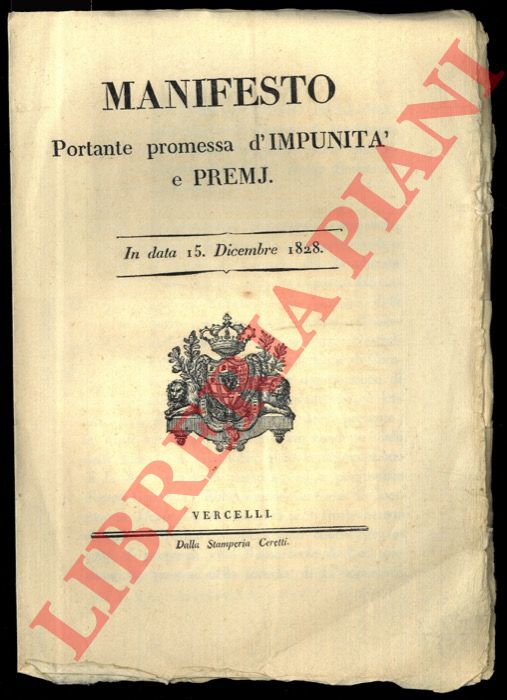 MANIFESTO
Portante promessa d'IMPUNITA'
e PREMJ.
In data 15. Dicembre 1828.
VERCELLI.
Dalla Stamperia Ceretti.
LIBRERIA PIANI